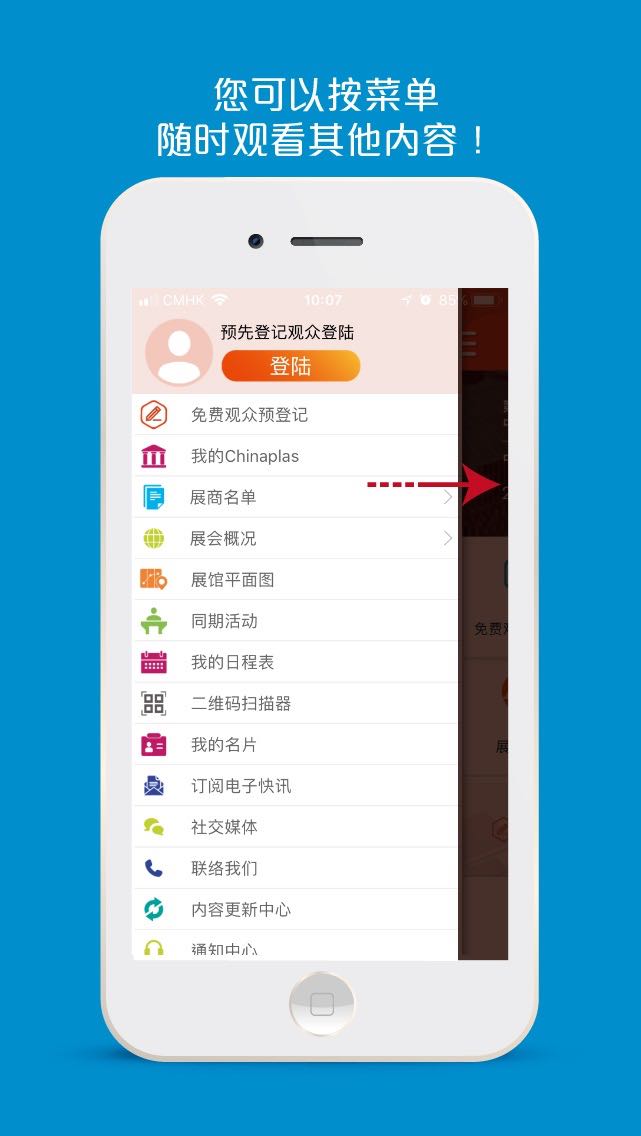 您可以按菜单
随时观看其他内容！
CMHK 10:07 85%
预先登记观众登陆
登陆
免费观众预登记
我的Chinaplas
展商名单
展会概况
展馆平面图
同期活动
我的日程表
二维码扫描器
我的名片
订阅电子快讯
社交媒体
联络我们
内容更新中心
通知中心
免费
展